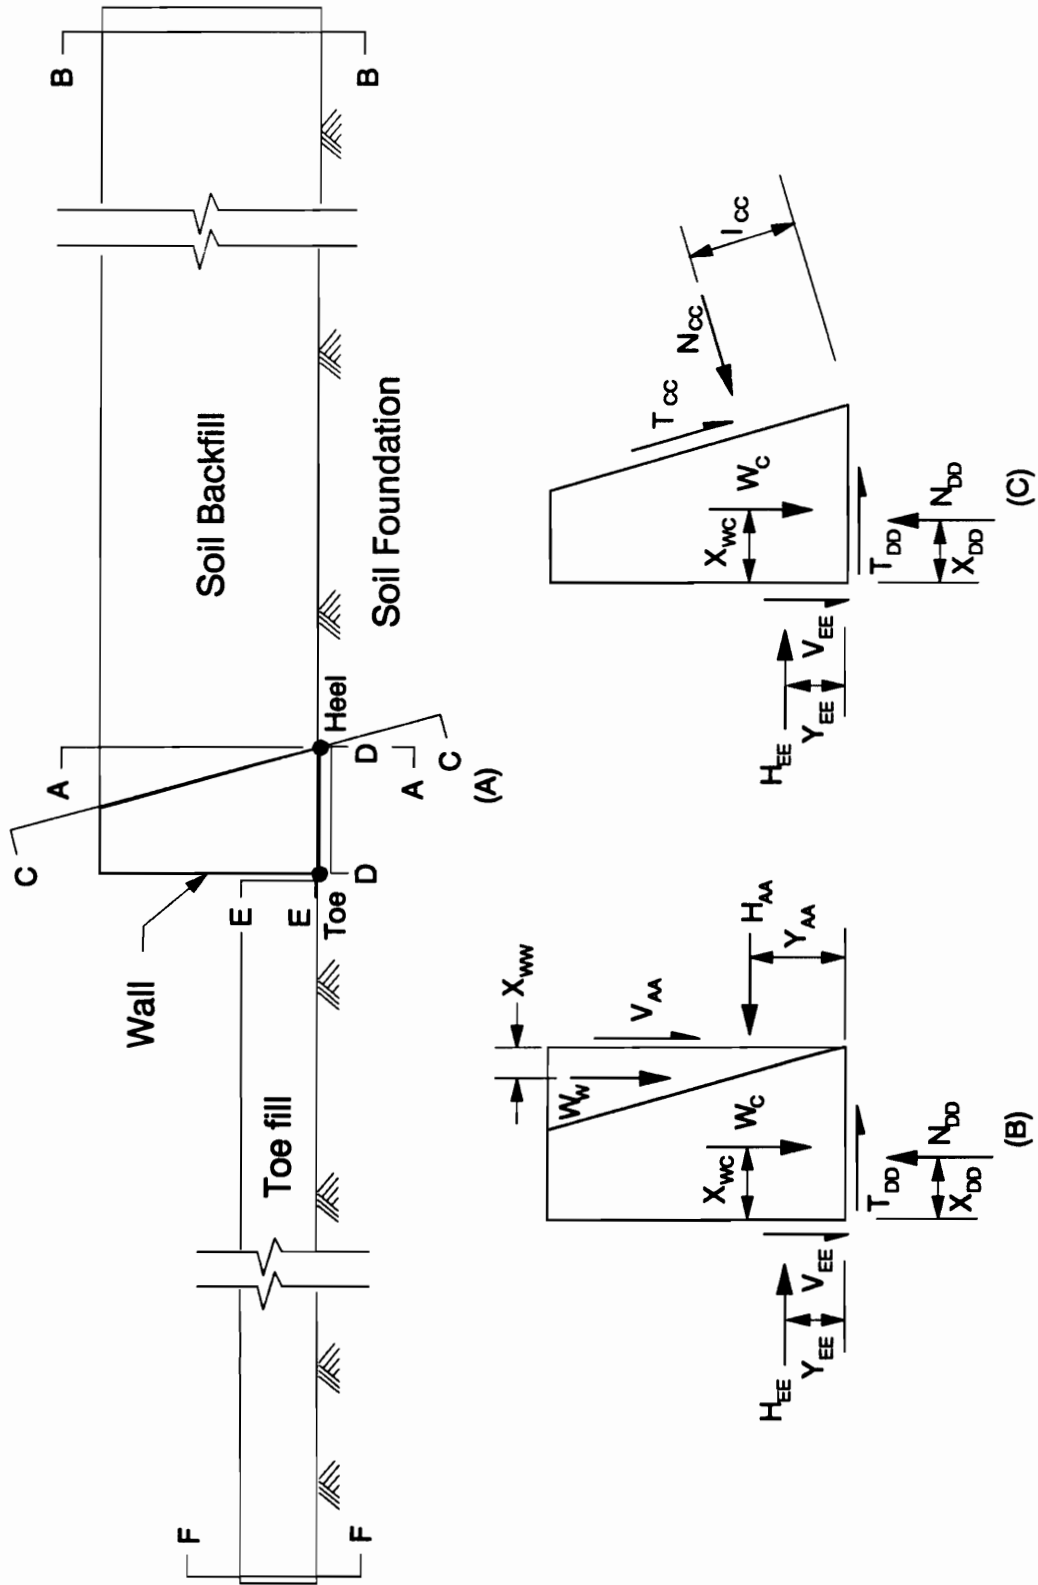 B
B
Soil Backfill
Soil Foundation
A
A
C
C
Heel
D
D
(A)
Wall
E
E
Toe
Toe fill
F
F
X_WW
V_AA
H_AA
Y_AA
W_W
W_C
X_WC
T_DD
N_DD
X_DD
H_EE
V_EE
Y_EE
(B)
l_CC
N_CC
T_CC
W_C
X_WC
T_DD
N_DD
X_DD
H_EE
V_EE
Y_EE
(C)